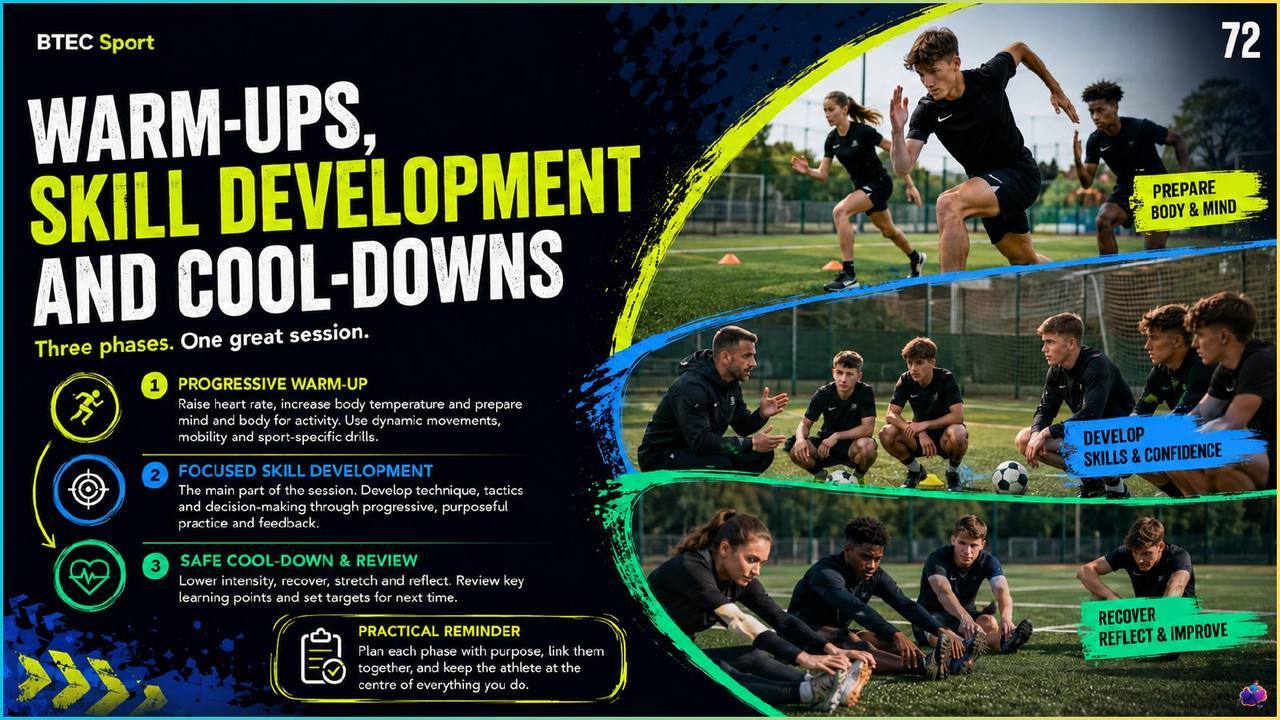 BTEC Sport
72
WARM-UPS,
SKILL DEVELOPMENT
AND COOL-DOWNS
Three phases. One great session.
1
PROGRESSIVE WARM-UP
Raise heart rate, increase body temperature and prepare
mind and body for activity. Use dynamic movements,
mobility and sport-specific drills.
2
FOCUSED SKILL DEVELOPMENT
The main part of the session. Develop technique, tactics
and decision-making through progressive, purposeful
practice and feedback.
3
SAFE COOL-DOWN & REVIEW
Lower intensity, recover, stretch and reflect. Review key
learning points and set targets for next time.
PRACTICAL REMINDER
Plan each phase with purpose, link them
together, and keep the athlete at the
centre of everything you do.
PREPARE
BODY & MIND
DEVELOP
SKILLS & CONFIDENCE
RECOVER
REFLECT & IMPROVE